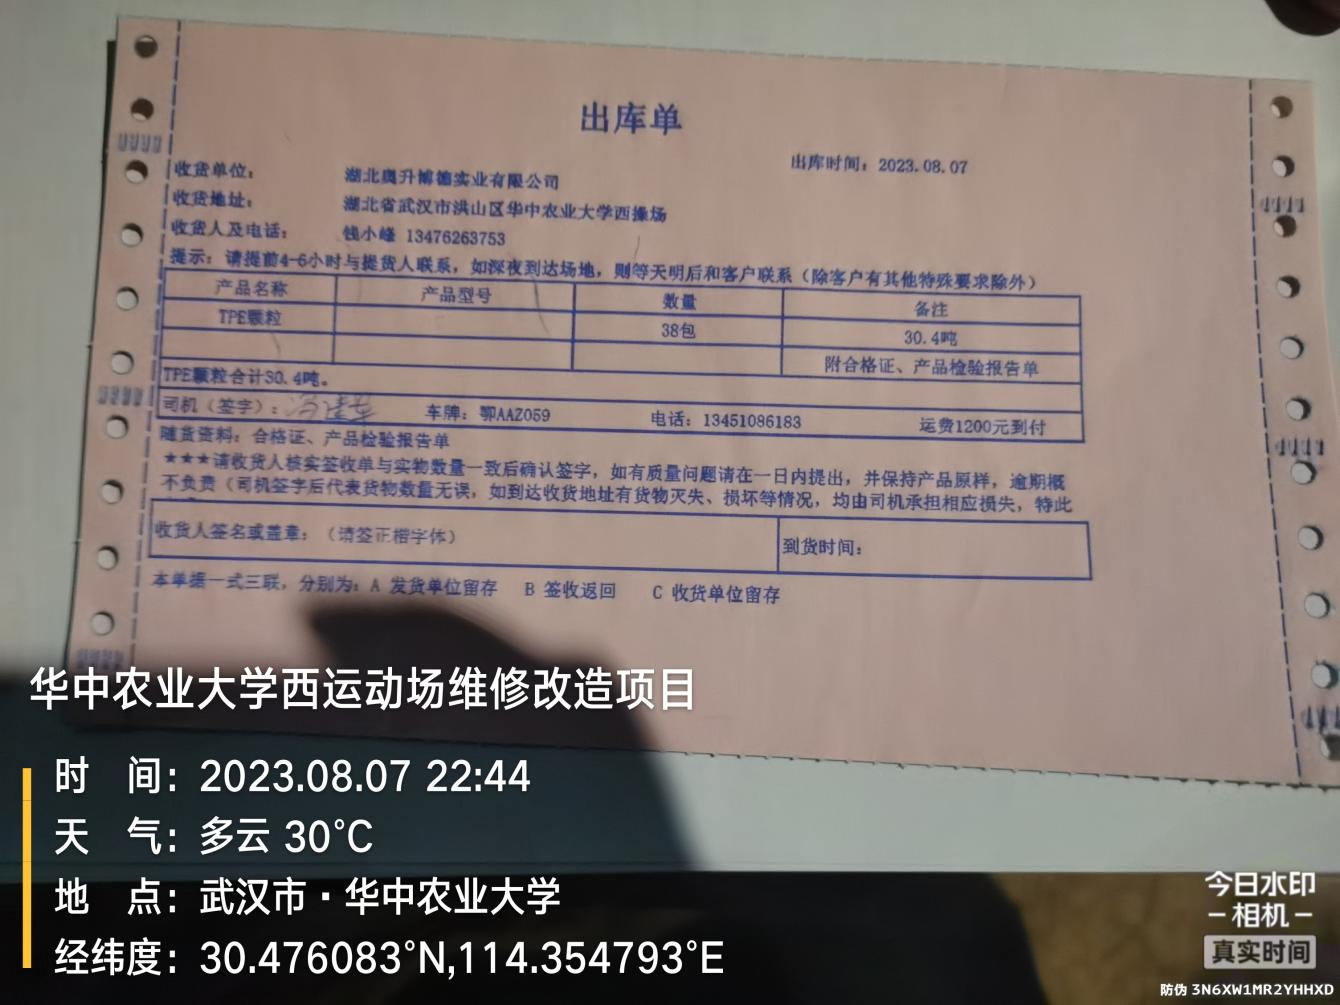 出库单
出库时间：2023.08.07
收货单位： 湖北奥升博德实业有限公司
收货地址： 湖北省武汉市洪山区华中农业大学西操场
收货人及电话： 钱小峰 13476263753
提示：请提前4-6小时与提货人联系，如深夜到达场地，则等天明后和客户联系（除客户有其他特殊要求除外）
产品名称 产品型号 数量 备注
TPE颗粒 38包 30.4吨
附合格证、产品检验报告单
TPE颗粒合计30.4吨。
司机（签字）： 车牌：鄂AAZ059 电话：13451086183 运费1200元到付
随货资料：合格证、产品检验报告单
★★★请收货人核实签收单与实物数量一致后确认签字，如有质量问题请在一日内提出，并保持产品原样，逾期概
不负责（司机签字后代表货物数量无误，如到达收货地址有货物灭失、损坏等情况，均由司机承担相应损失，特此
收货人签名或盖章：（请签正楷字体） 到货时间：
本单据一式三联，分别为：A 发货单位留存 B 签收返回 C 收货单位留存
华中农业大学西运动场维修改造项目
时 间：2023.08.07 22:44
天 气：多云 30°C
地 点：武汉市·华中农业大学
经纬度：30.476083°N,114.354793°E
今日水印
-相机-
真实时间
防伪 3N6XW1MR2YHHXD